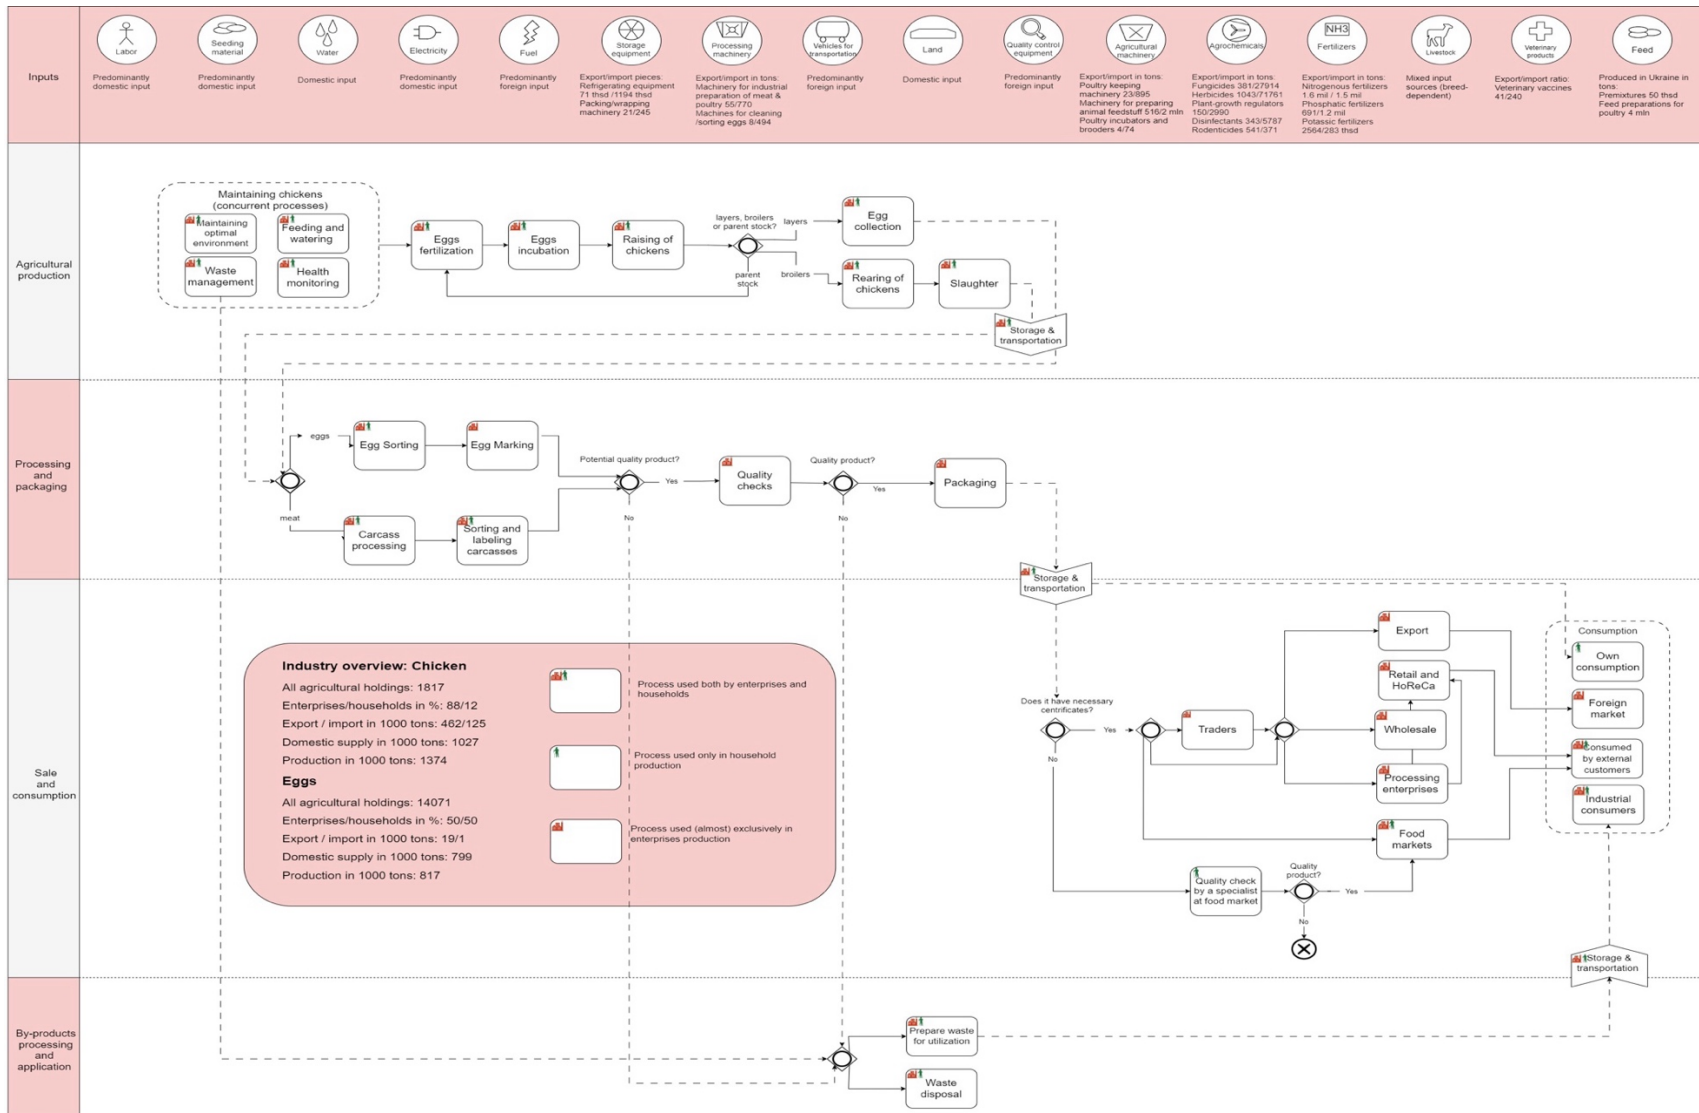 Inputs
Labor
Predominantly
domestic input
Seeding
material
Predominantly
domestic input
Water
Domestic input
Electricity
Predominantly
domestic input
Fuel
Predominantly
foreign input
Storage
equipment
Export/import pieces:
Refrigerating equipment
71 thsd /1194 thsd
Packing/wrapping
machinery 21/245
Processing
machinery
Export/import in tons:
Machinery for industrial
preparation of meat &
poultry 55/770
Machines for cleaning
/sorting eggs 8/494
Vehicles for
transportation
Predominantly
foreign input
Land
Domestic input
Quality control
equipment
Predominantly
foreign input
Agricultural
machinery
Export/import in tons:
Poultry keeping
machinery 23/895
Machinery for preparing
animal feedstuff 516/2 mln
Poultry incubators and
brooders 4/74
Agrochemicals
Export/import in tons:
Fungicides 381/27914
Herbicides 1043/71761
Plant-growth regulators
150/2990
Disinfectants 343/5787
Rodenticides 541/371
NH3
Fertilizers
Export/import in tons:
Nitrogenous fertilizers
1.6 mil / 1.5 mil
Phosphatic fertilizers
691/1.2 mil
Potassic fertilizers
2564/283 thsd
Livestock
Mixed input
sources (breed-
dependent)
Veterinary
products
Export/import ratio:
Veterinary vaccines
41/240
Feed
Produced in Ukraine in
tons:
Premixtures 50 thsd
Feed preparations for
poultry 4 mln
Agricultural
production
Maintaining chickens
(concurrent processes)
Maintaining
optimal
environment
Feeding and
watering
Waste
management
Health
monitoring
Eggs
fertilization
Eggs
incubation
Raising of
chickens
layers, broilers
or parent stock?
layers
broilers
parent
stock
Egg
collection
Rearing of
chickens
Slaughter
Storage &
transportation
Processing
and
packaging
eggs
meat
Egg Sorting
Egg Marking
Carcass
processing
Sorting and
labeling
carcasses
Potential quality product?
Yes
No
Quality
checks
Quality product?
Yes
No
Packaging
Storage &
transportation
Sale
and
consumption
Industry overview: Chicken
All agricultural holdings: 1817
Enterprises/households in %: 88/12
Export / import in 1000 tons: 462/125
Domestic supply in 1000 tons: 1027
Production in 1000 tons: 1374
Eggs
All agricultural holdings: 14071
Enterprises/households in %: 50/50
Export / import in 1000 tons: 19/1
Domestic supply in 1000 tons: 799
Production in 1000 tons: 817
Process used both by enterprises and
households
Process used only in household
production
Process used (almost) exclusively in
enterprises production
Does it have necessary
centrificates?
Yes
No
Traders
Export
Retail and
HoReCa
Wholesale
Processing
enterprises
Food
markets
Quality check
by a specialist
at food market
Quality
product?
Yes
No
Consumption
Own
consumption
Foreign
market
Consumed
by external
customers
Industrial
consumers
Storage &
transportation
By-products
processing
and
application
Prepare waste
for utilization
Waste
disposal